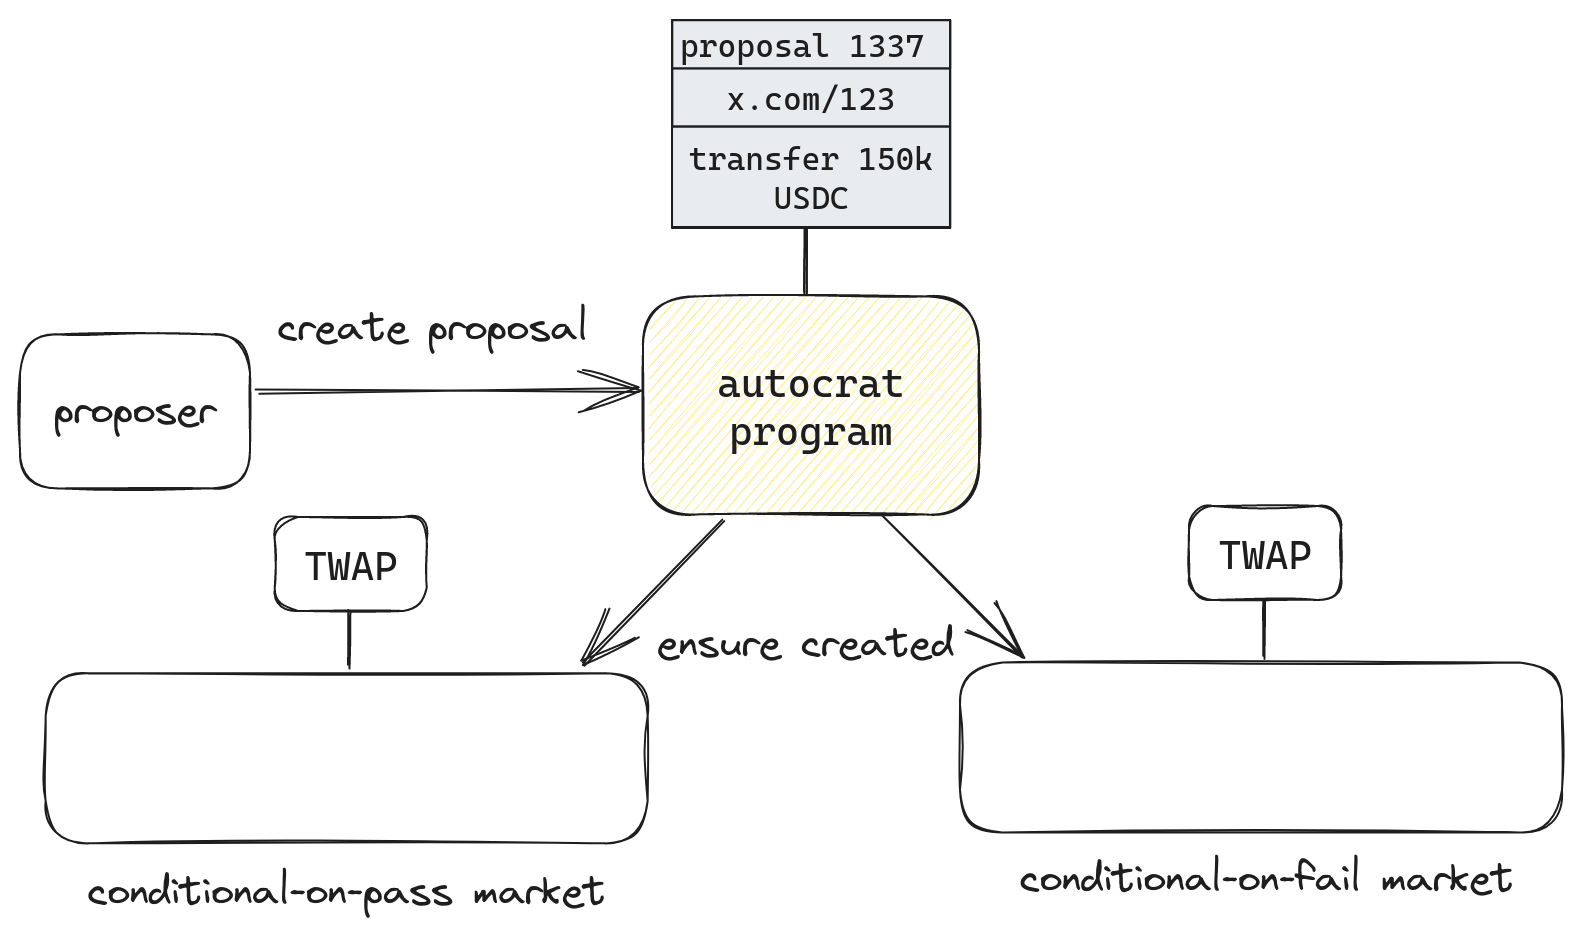 proposal 1337
x.com/123
transfer 150k
USDC
create proposal
proposer
autocrat
program
TWAP
TWAP
ensure created
conditional-on-pass market
conditional-on-fail market